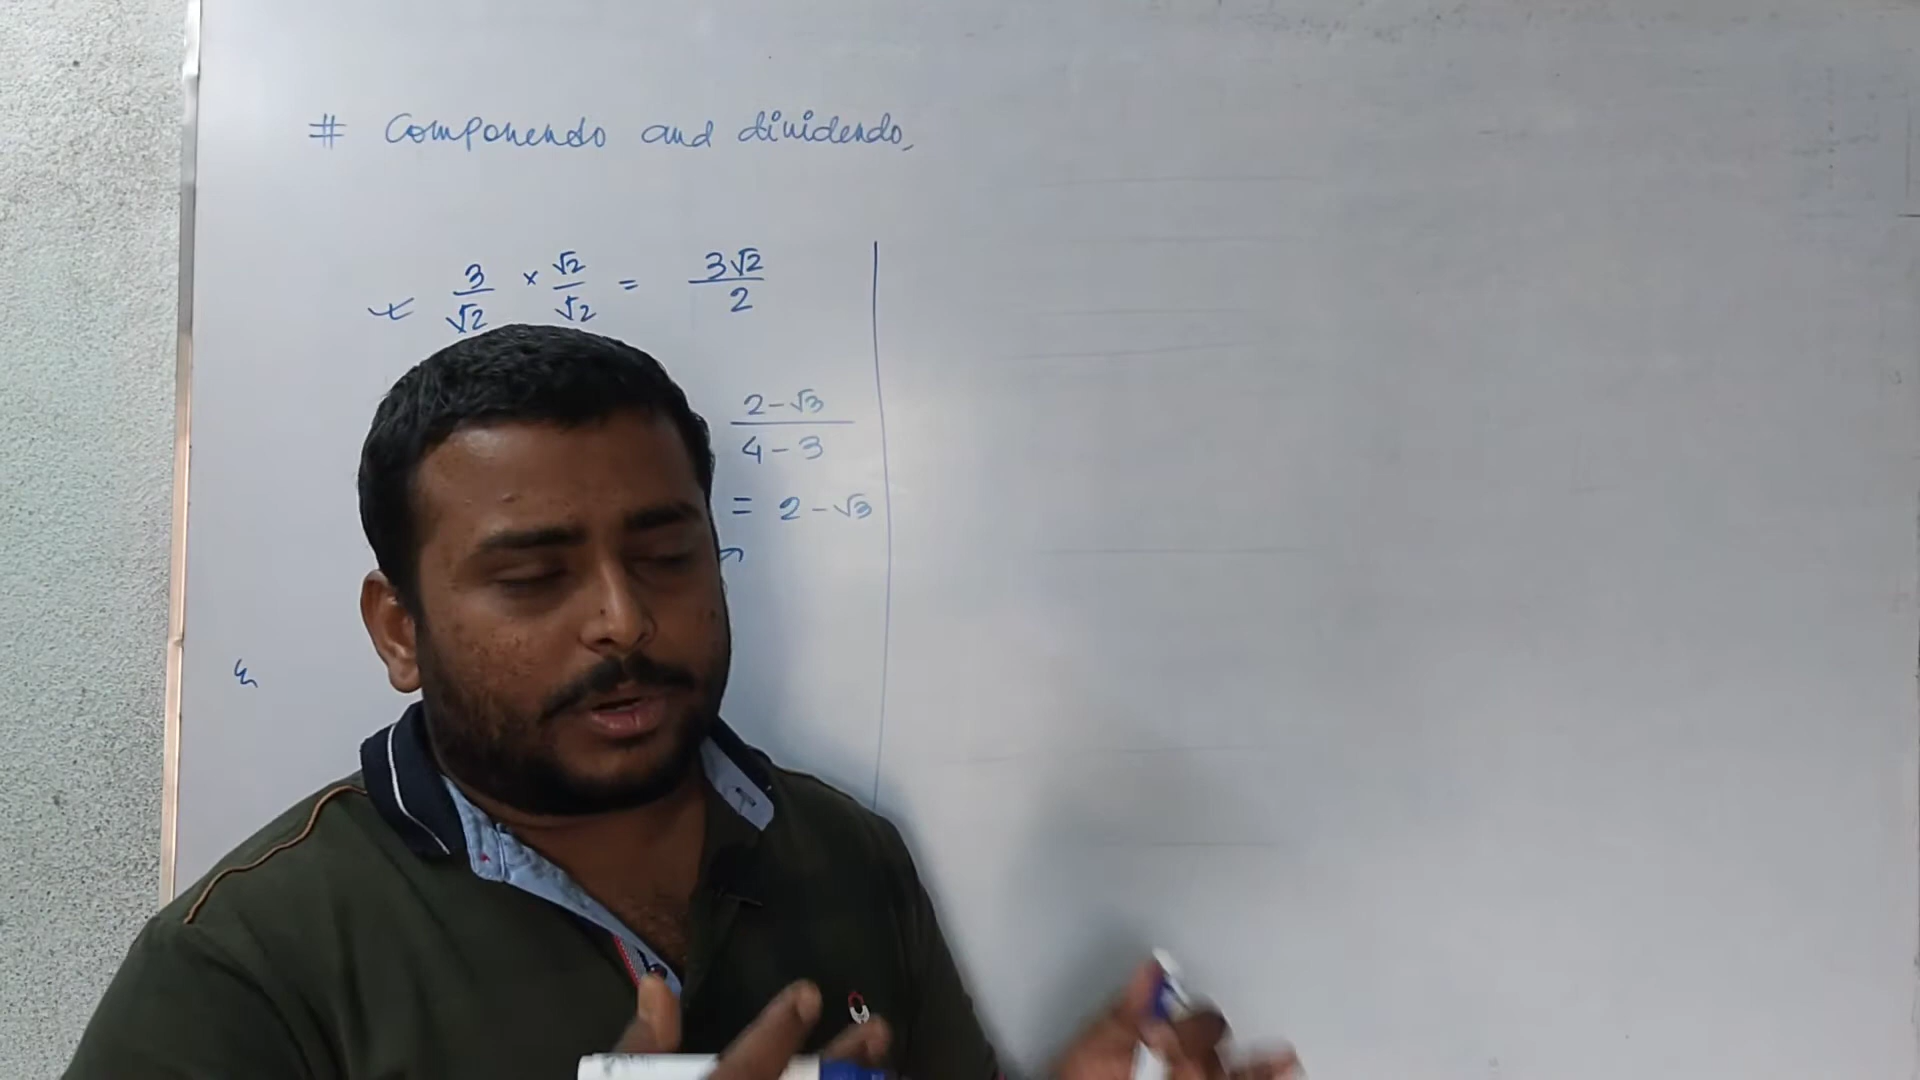 # Componendo and dividendo,
3/√2 × √2/√2 = 3√2/2
2-√3/4-3
= 2-√3